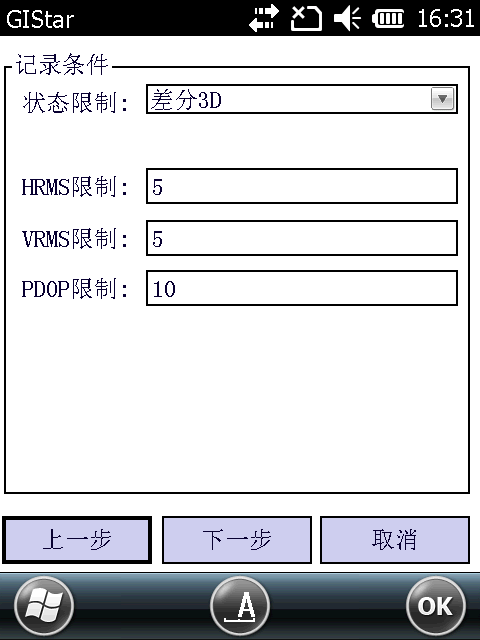 GIStar 16:31
记录条件
状态限制: 差分3D
HRMS限制: 5
VRMS限制: 5
PDOP限制: 10
上一步 下一步 取消
A OK